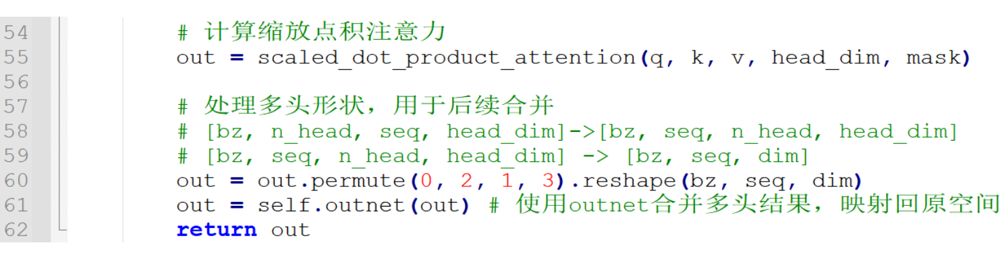 54 # 计算缩放点积注意力
55 out = scaled_dot_product_attention(q, k, v, head_dim, mask)
56
57 # 处理多头形状，用于后续合并
58 # [bz, n_head, seq, head_dim]->[bz, seq, n_head, head_dim]
59 # [bz, seq, n_head, head_dim] -> [bz, seq, dim]
60 out = out.permute(0, 2, 1, 3).reshape(bz, seq, dim)
61 out = self.outnet(out) # 使用outnet合并多头结果，映射回原空间
62 return out